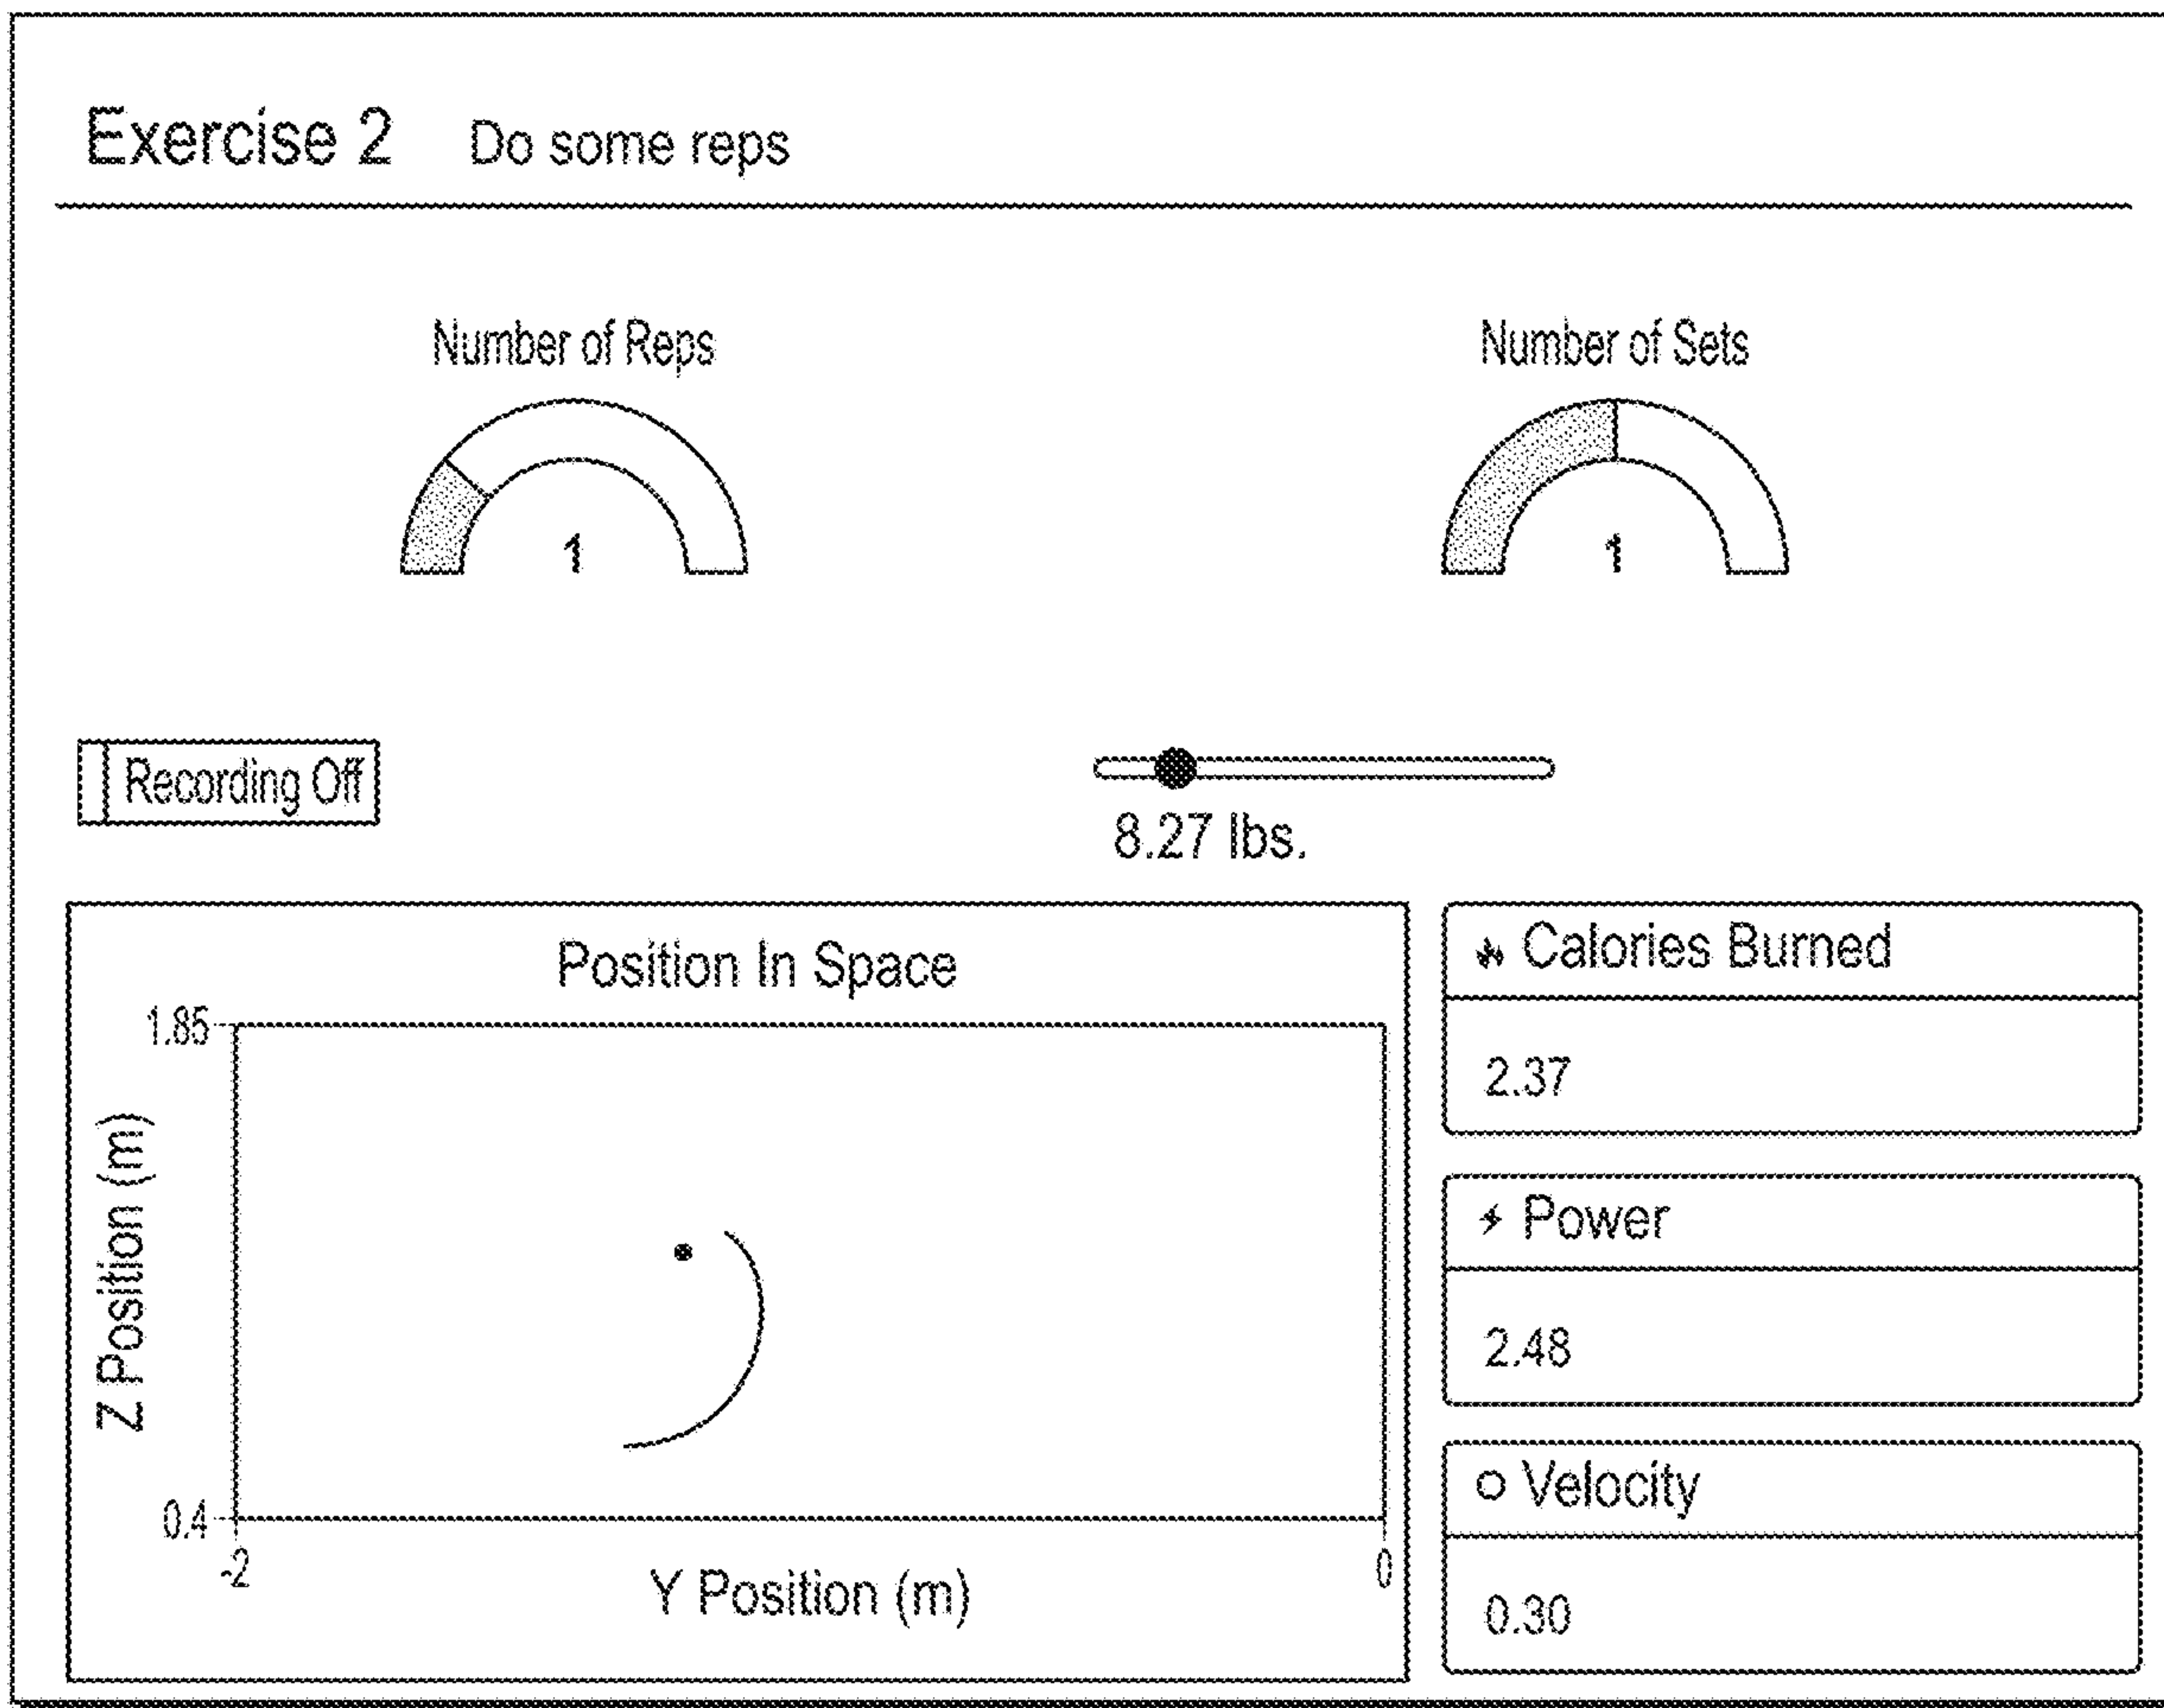 Exercise 2 Do some reps
Number of Reps
1
Number of Sets
1
Recording Off
8.27 lbs.
Position In Space
1.85
Z Position (m)
0.4
-2
0
Y Position (m)
Calories Burned
2.37
Power
2.48
Velocity
0.30